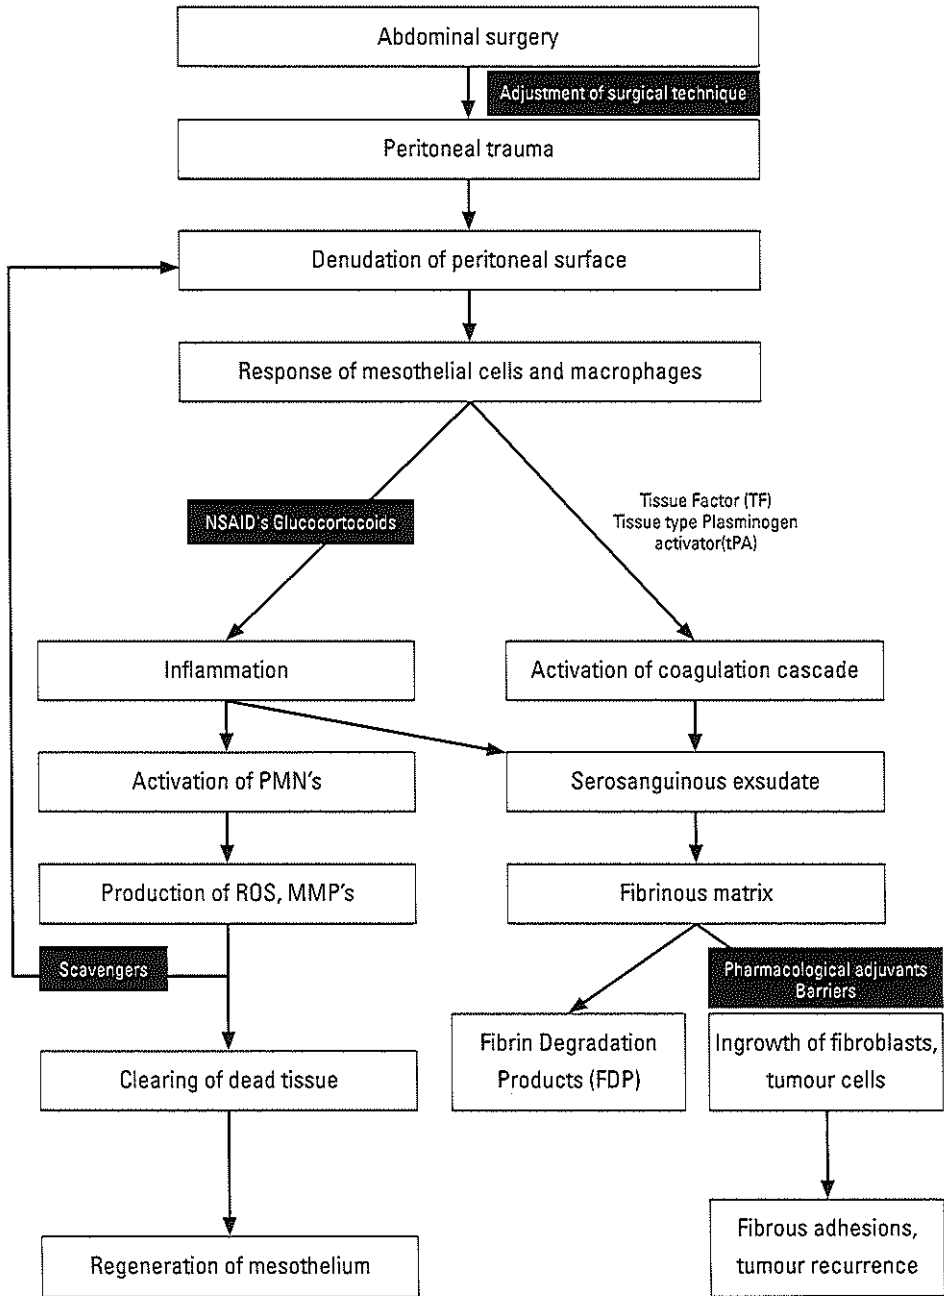 Abdominal surgery
Adjustment of surgical technique
Peritoneal trauma
Denudation of peritoneal surface
Response of mesothelial cells and macrophages
NSAID's Glucocortocoids
Tissue Factor (TF)
Tissue type Plasminogen
activator(tPA)
Inflammation
Activation of coagulation cascade
Activation of PMN's
Serosanguinous exsudate
Production of ROS, MMP's
Fibrinous matrix
Scavengers
Pharmacological adjuvants
Barriers
Fibrin Degradation
Products (FDP)
Ingrowth of fibroblasts,
tumour cells
Clearing of dead tissue
Fibrous adhesions,
tumour recurrence
Regeneration of mesothelium